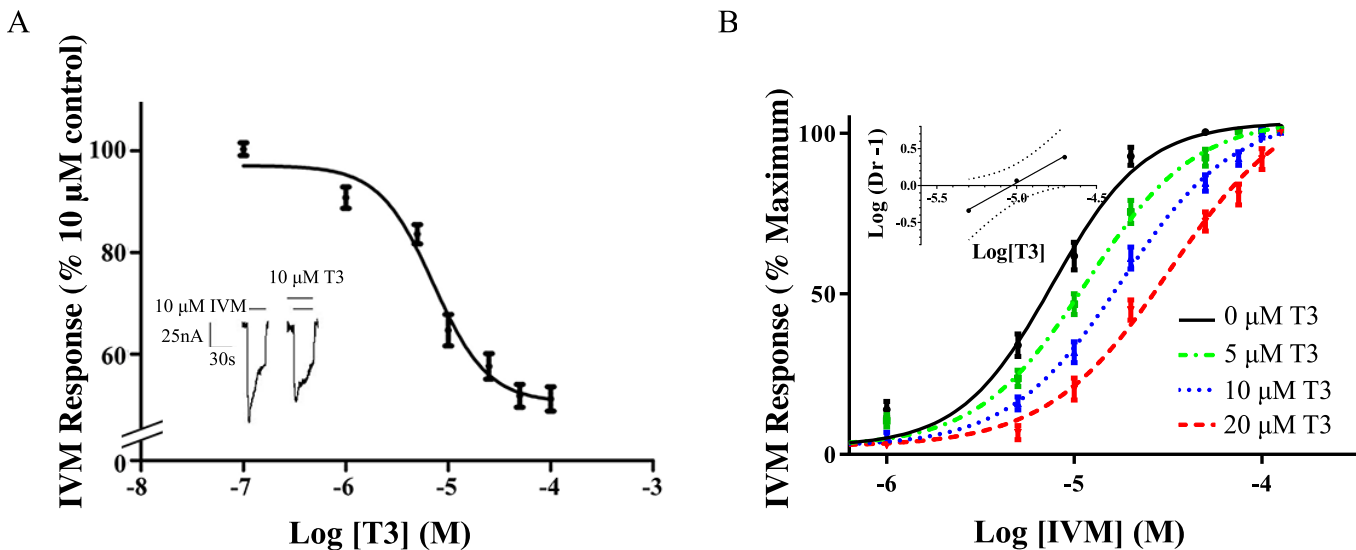 A
IVM Response (% 10 μM control)
100
80
60
0
-8
-7
-6
-5
-4
-3
Log [T3] (M)
10 μM T3
10 μM IVM
25nA
30s
B
IVM Response (% Maximum)
100
50
0
-6
-5
-4
Log [IVM] (M)
Log (Dr -1)
0.5
0.0
-0.5
-5.5
-5.0
-4.5
Log[T3]
0 μM T3
5 μM T3
10 μM T3
20 μM T3